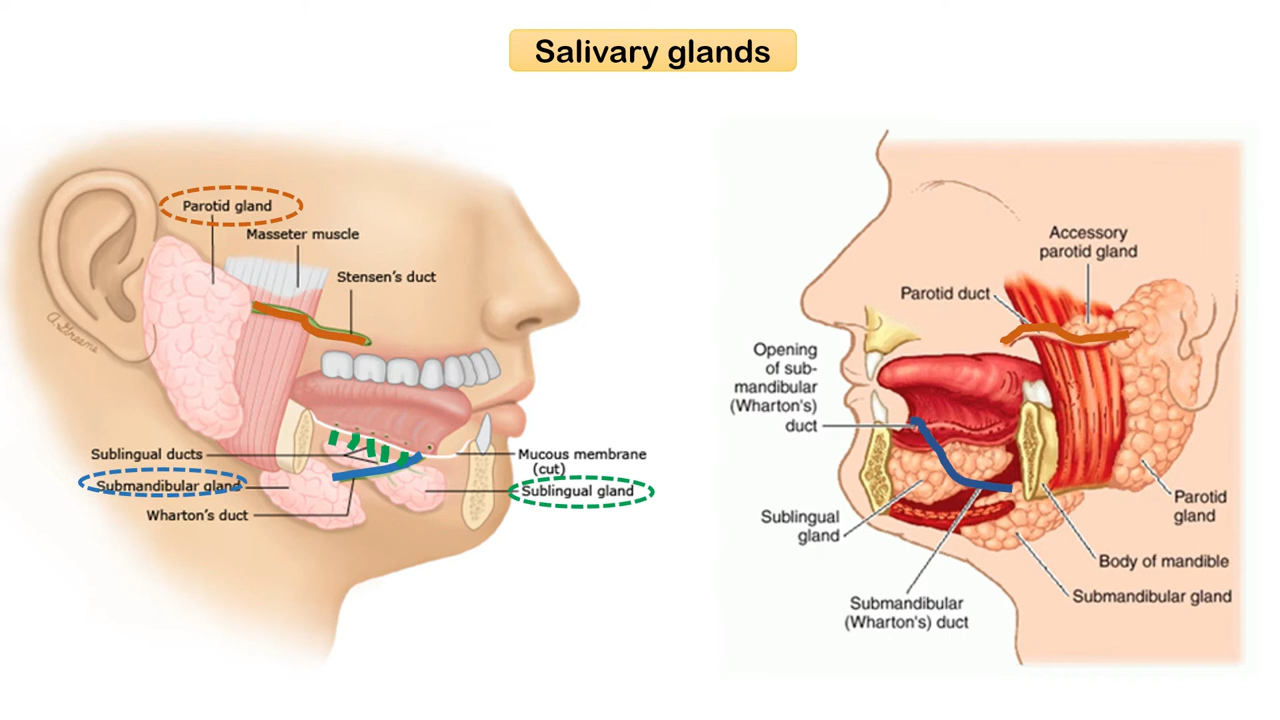 Salivary glands
Parotid gland
Masseter muscle
Stensen's duct
Sublingual ducts
Submandibular gland
Wharton's duct
Mucous membrane
(cut)
Sublingual gland
A.Greene
Accessory
parotid gland
Parotid duct
Opening
of sub-
mandibular
(Wharton's)
duct
Sublingual
gland
Submandibular
(Wharton's) duct
Parotid
gland
Body of mandible
Submandibular gland